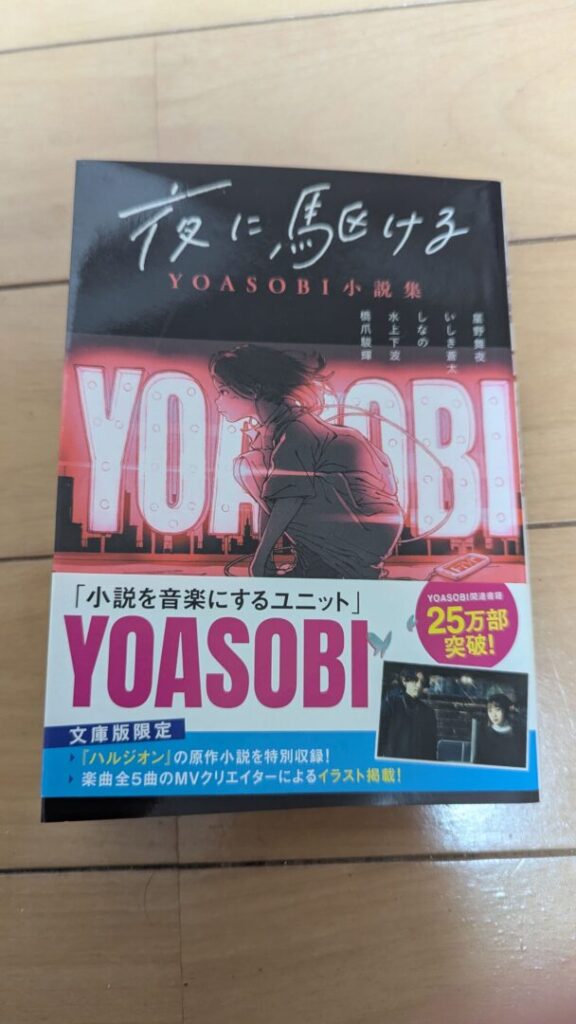 夜に駆ける
YOASOBI小説集
星野舞夜
いしき蒼太
しなの
水上下波
橋爪駿輝
YOASOBI
「小説を音楽にするユニット」
YOASOBI
YOASOBI関連書籍
25万部
突破!
文庫版限定
『ハルジオン』の原作小説を特別収録!
楽曲全5曲のMVクリエイターによるイラスト掲載!